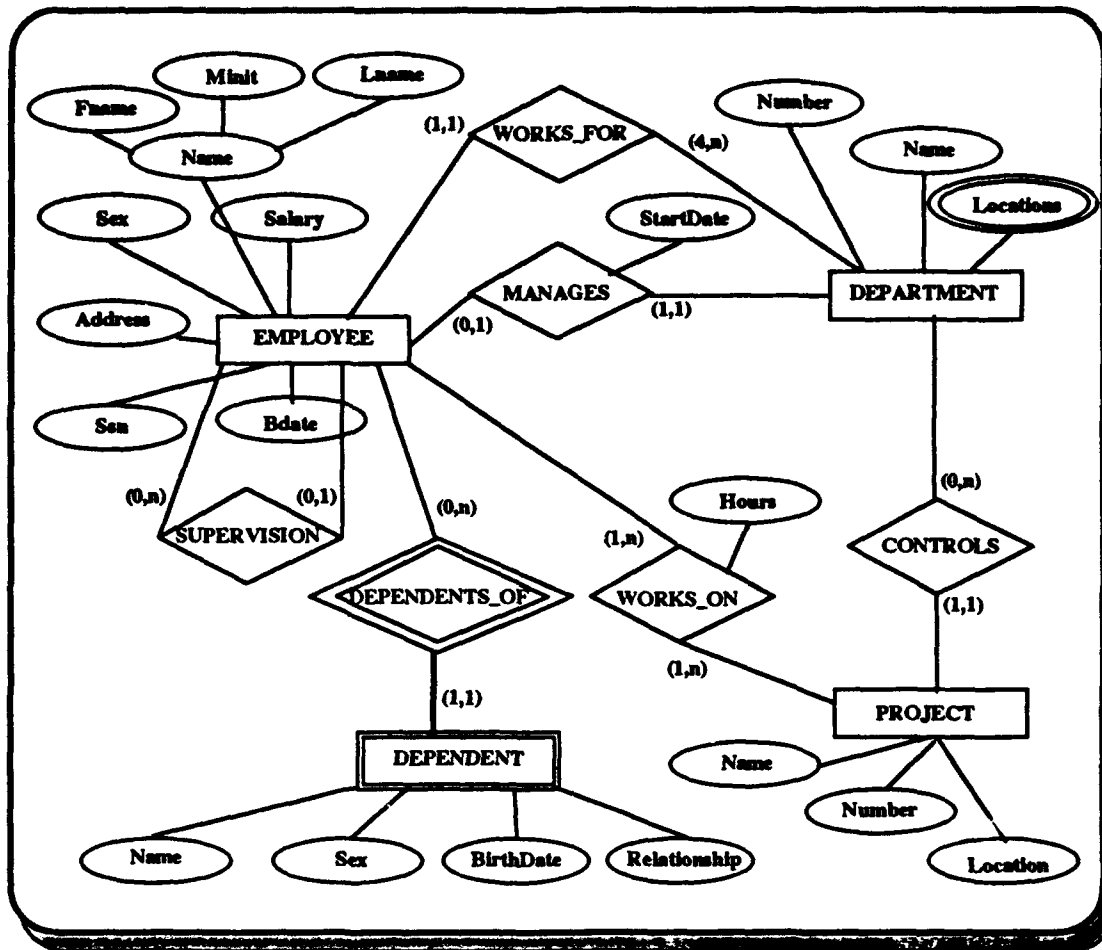 Minit
Lname
Fname
Number
(1,1)
WORKS_FOR
(4,n)
Name
Name
Locations
Sex
Salary
StartDate
MANAGES
DEPARTMENT
(0,1)
(1,1)
Address
EMPLOYEE
Ssn
Bdate
(0,n)
(0,1)
(0,n)
(0,n)
Hours
SUPERVISION
(1,n)
CONTROLS
DEPENDENTS_OF
WORKS_ON
(1,1)
(1,n)
(1,1)
PROJECT
DEPENDENT
Name
Number
Name
Sex
BirthDate
Relationship
Location